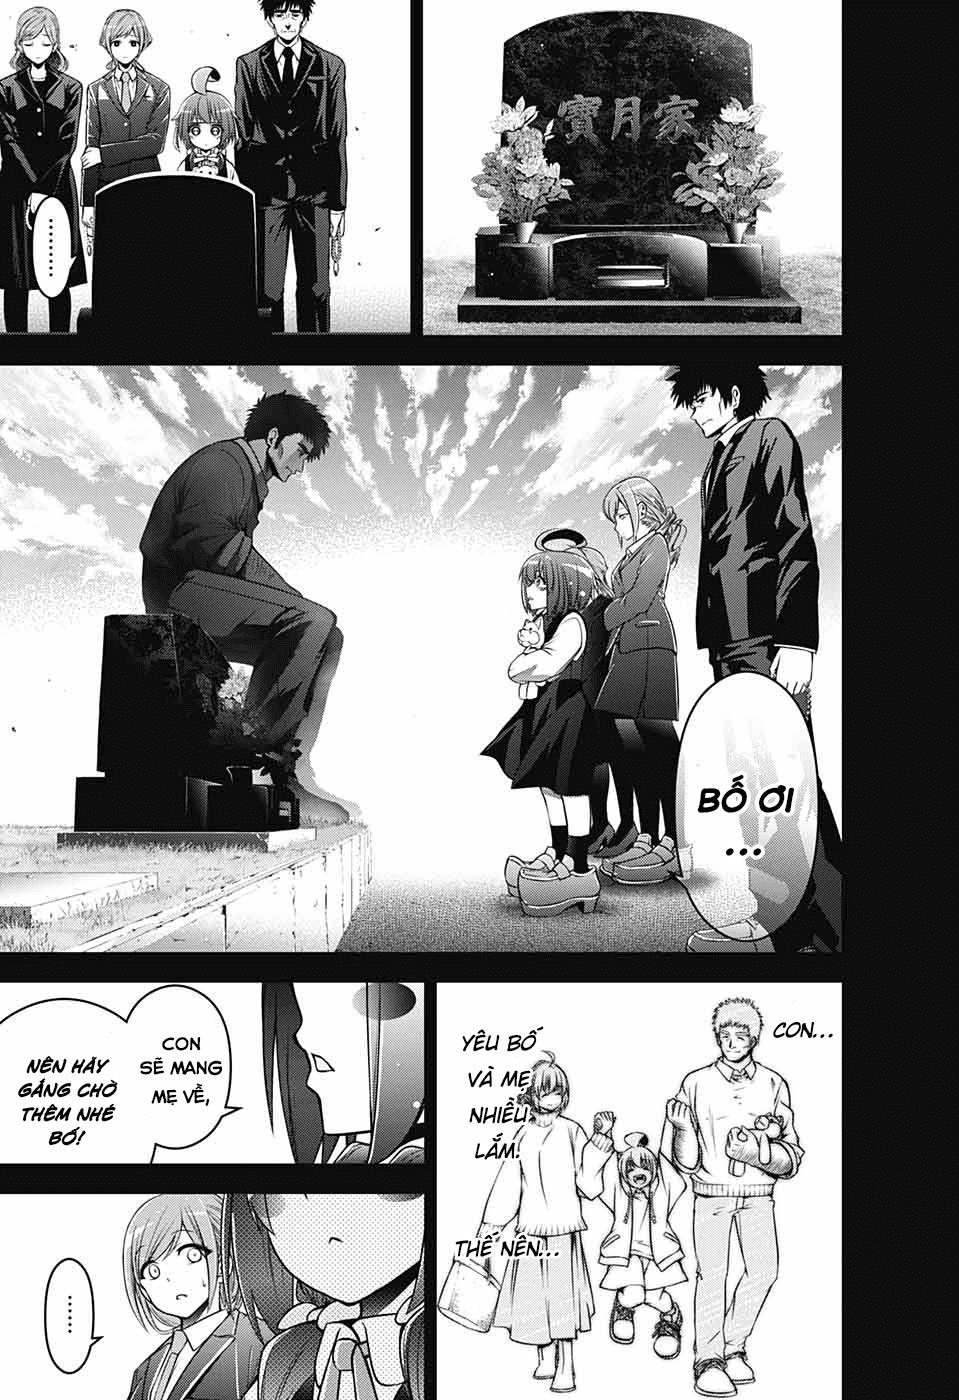 寶月家
………
BỐ ƠI
...
CON...
YÊU BỐ
VÀ MẸ
NHIỀU
LẮM.
THẾ NÊN...
CON
SẼ MANG
MẸ VỀ,
NÊN HÃY
GẮNG CHỜ
THÊM NHÉ
BỐ!
……